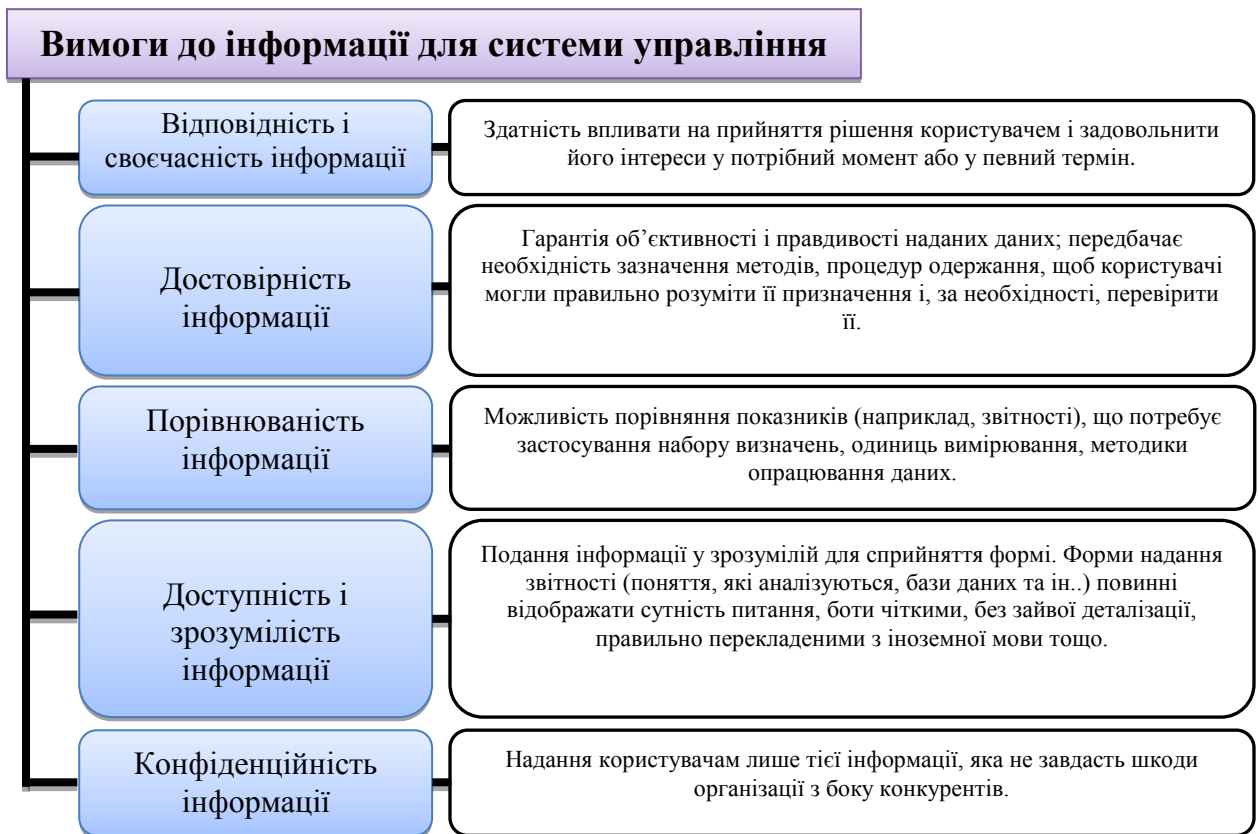 Вимоги до інформації для системи управління
Відповідність і
своєчасність інформації
Здатність впливати на прийняття рішення користувачем і задовольнити
його інтереси у потрібний момент або у певний термін.
Достовірність
інформації
Гарантія об’єктивності і правдивості наданих даних; передбачає
необхідність зазначення методів, процедур одержання, щоб користувачі
могли правильно розуміти її призначення і, за необхідності, перевірити
її.
Порівнюваність
інформації
Можливість порівняння показників (наприклад, звітності), що потребує
застосування набору визначень, одиниць вимірювання, методики
опрацювання даних.
Доступність і
зрозумілість
інформації
Подання інформації у зрозумілій для сприйняття формі. Форми надання
звітності (поняття, які аналізуються, бази даних та ін..) повинні
відображати сутність питання, боти чіткими, без зайвої деталізації,
правильно перекладеними з іноземної мови тощо.
Конфіденційність
інформації
Надання користувачам лише тієї інформації, яка не завдасть шкоди
організації з боку конкурентів.